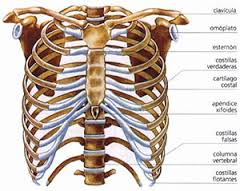 clavícula
omóplato
esternón
costillas
verdaderas
cartílago
costal
apéndice
xifoides
costillas
falsas
columna
vertebral
costillas
flotantes